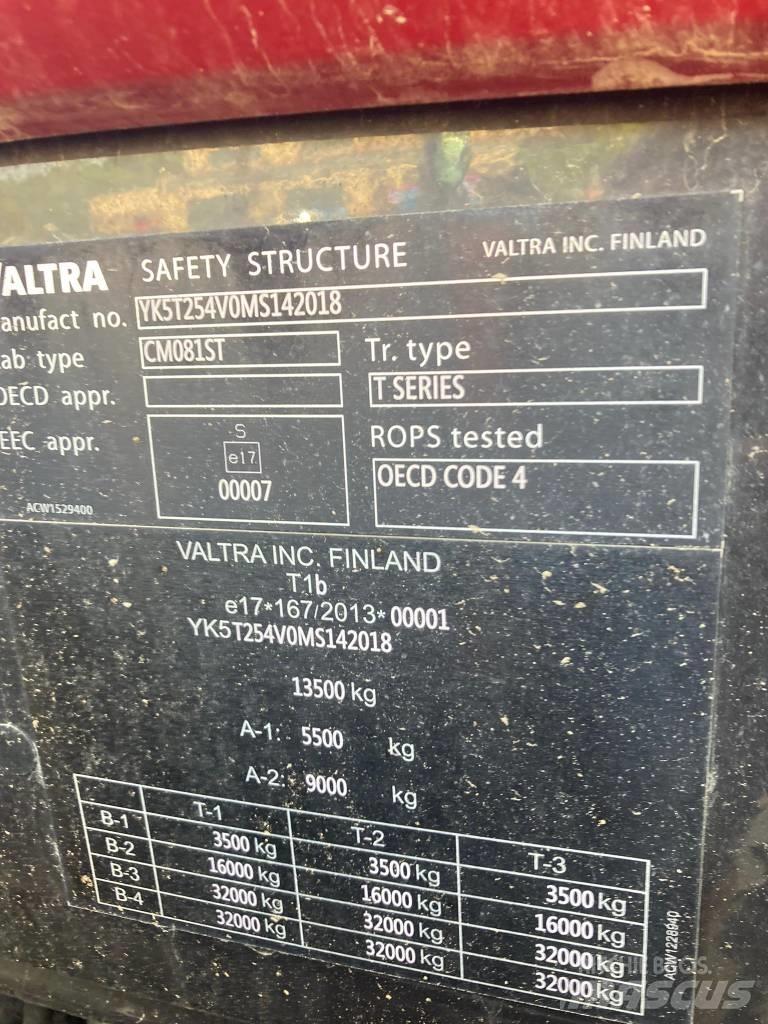 VALTRA SAFETY STRUCTURE VALTRA INC. FINLAND
anufact no. YK5T254V0MS142018
ab type CM081ST Tr. type
OECD appr. T SERIES
EEC appr. S ROPS tested
e17 OECD CODE 4
00007
ACW1529400
VALTRA INC. FINLAND
T1b
e17*167/2013*00001
YK5T254V0MS142018
13500 kg
A-1: 5500 kg
A-2: 9000 kg
T-1 T-2 T-3
B-1 3500 kg 3500 kg 3500 kg
B-2 16000 kg 16000 kg 16000 kg
B-3 32000 kg 32000 kg 32000 kg
B-4 32000 kg 32000 kg 32000 kg
ACW1228940
MASCUS